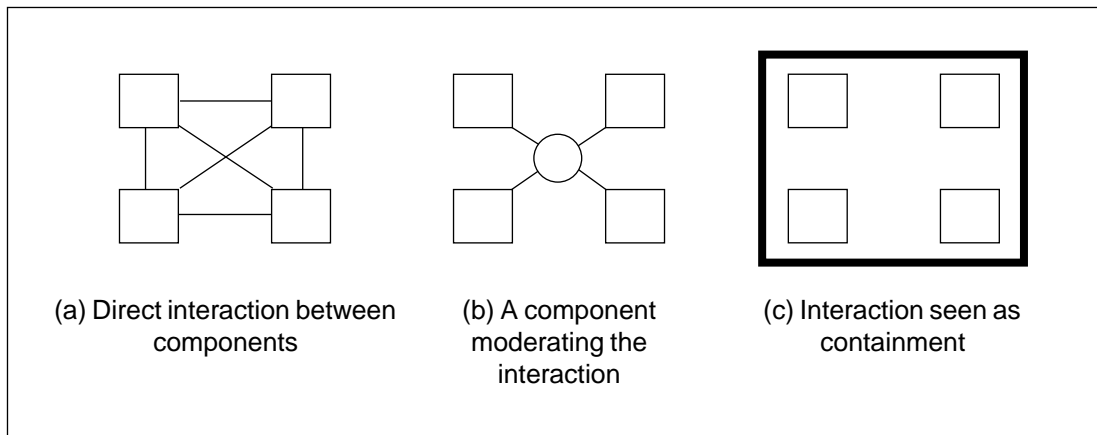 (a) Direct interaction between
components
(b) A component
moderating the
interaction
(c) Interaction seen as
containment